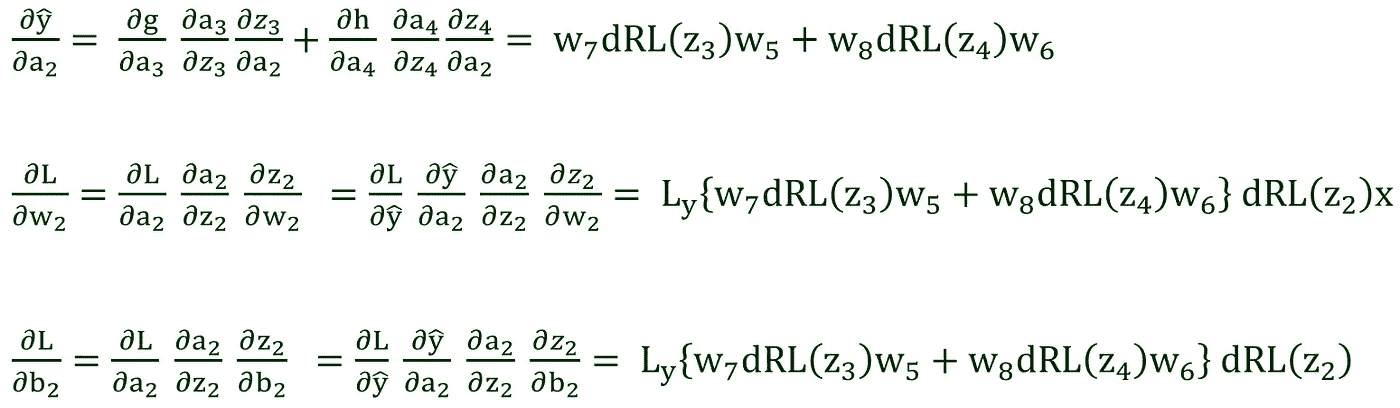 ∂ŷ/∂a₂ = ∂g/∂a₃ ∂a₃/∂z₃ ∂z₃/∂a₂ + ∂h/∂a₄ ∂a₄/∂z₄ ∂z₄/∂a₂ = w₇dRL(z₃)w₅ + w₈dRL(z₄)w₆
∂L/∂w₂ = ∂L/∂a₂ ∂a₂/∂z₂ ∂z₂/∂w₂ = ∂L/∂ŷ ∂ŷ/∂a₂ ∂a₂/∂z₂ ∂z₂/∂w₂ = Ly{w₇dRL(z₃)w₅ + w₈dRL(z₄)w₆} dRL(z₂)x
∂L/∂b₂ = ∂L/∂a₂ ∂a₂/∂z₂ ∂z₂/∂b₂ = ∂L/∂ŷ ∂ŷ/∂a₂ ∂a₂/∂z₂ ∂z₂/∂b₂ = Ly{w₇dRL(z₃)w₅ + w₈dRL(z₄)w₆} dRL(z₂)